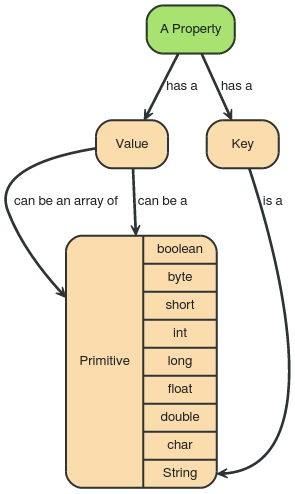 A Property
has a
has a
Value
Key
can be an array of
can be a
is a
Primitive
boolean
byte
short
int
long
float
double
char
String